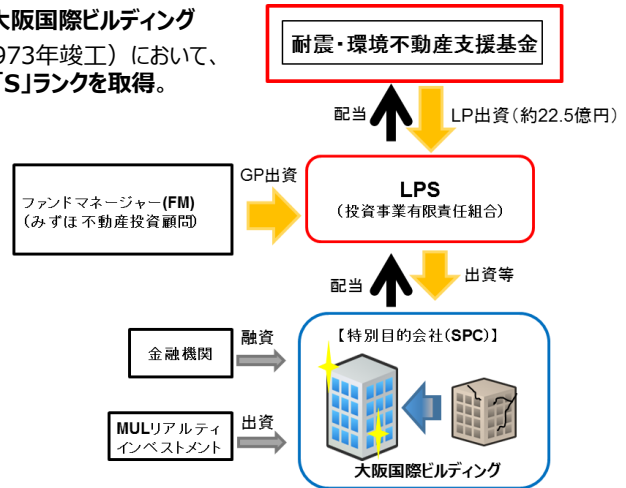 大阪国際ビルディング
973年竣工）において、
「S」ランクを取得。
耐震・環境不動産支援基金
配当
LP出資（約22.5億円）
GP出資
ファンドマネージャー(FM)
（みずほ不動産投資顧問）
LPS
（投資事業有限責任組合）
配当
出資等
【特別目的会社(SPC)】
融資
金融機関
出資
MULリアルティ
インベストメント
大阪国際ビルディング